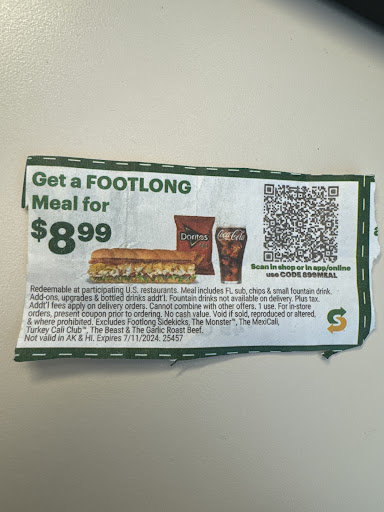 Get a FOOTLONG
Meal for
$8.99
Doritos
Coca-Cola
Scan in shop or in app/online
use CODE 899MEAL
Redeemable at participating U.S. restaurants. Meal includes FL sub, chips & small fountain drink.
Add-ons, upgrades & bottled drinks addt'l. Fountain drinks not available on delivery. Plus tax.
Addt'l fees apply on delivery orders. Cannot combine with other offers. 1 use. For in-store
orders, present coupon prior to ordering. No cash value. Void if sold, reproduced or altered,
& where prohibited. Excludes Footlong Sidekicks, The Monster™, The MexiCali,
Turkey Cali Club™, The Beast & The Garlic Roast Beef.
Not valid in AK & HI. Expires 7/11/2024. 25457